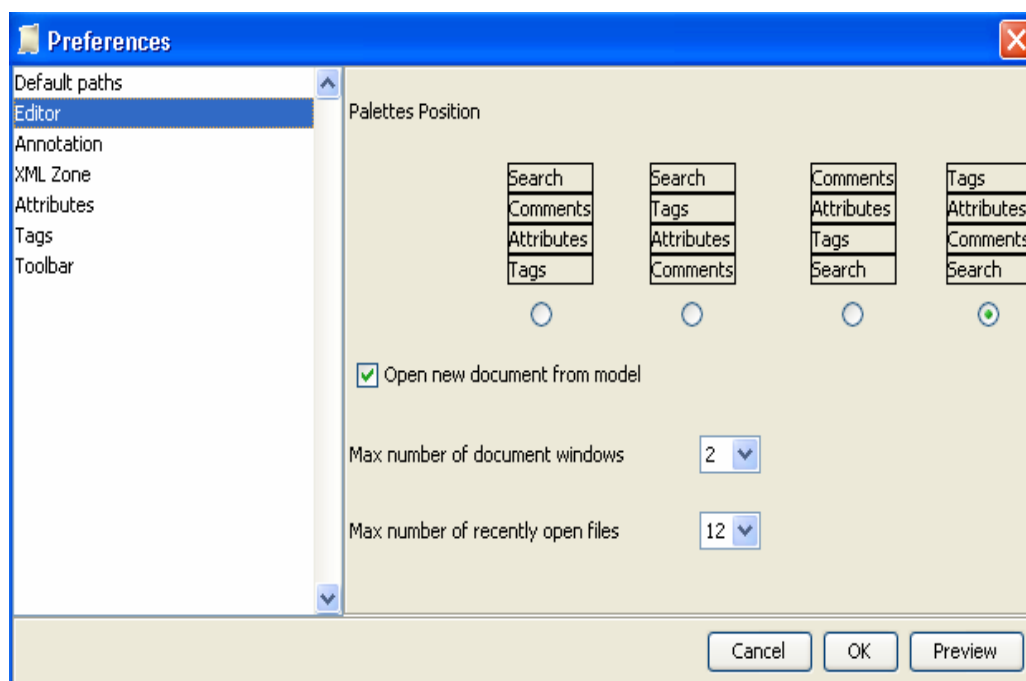 Preferences
Default paths
Editor
Annotation
XML Zone
Attributes
Tags
Toolbar
Palettes Position
Search
Comments
Attributes
Tags
Search
Tags
Attributes
Comments
Comments
Attributes
Tags
Search
Tags
Attributes
Comments
Search
Open new document from model
Max number of document windows 2
Max number of recently open files 12
Cancel OK Preview